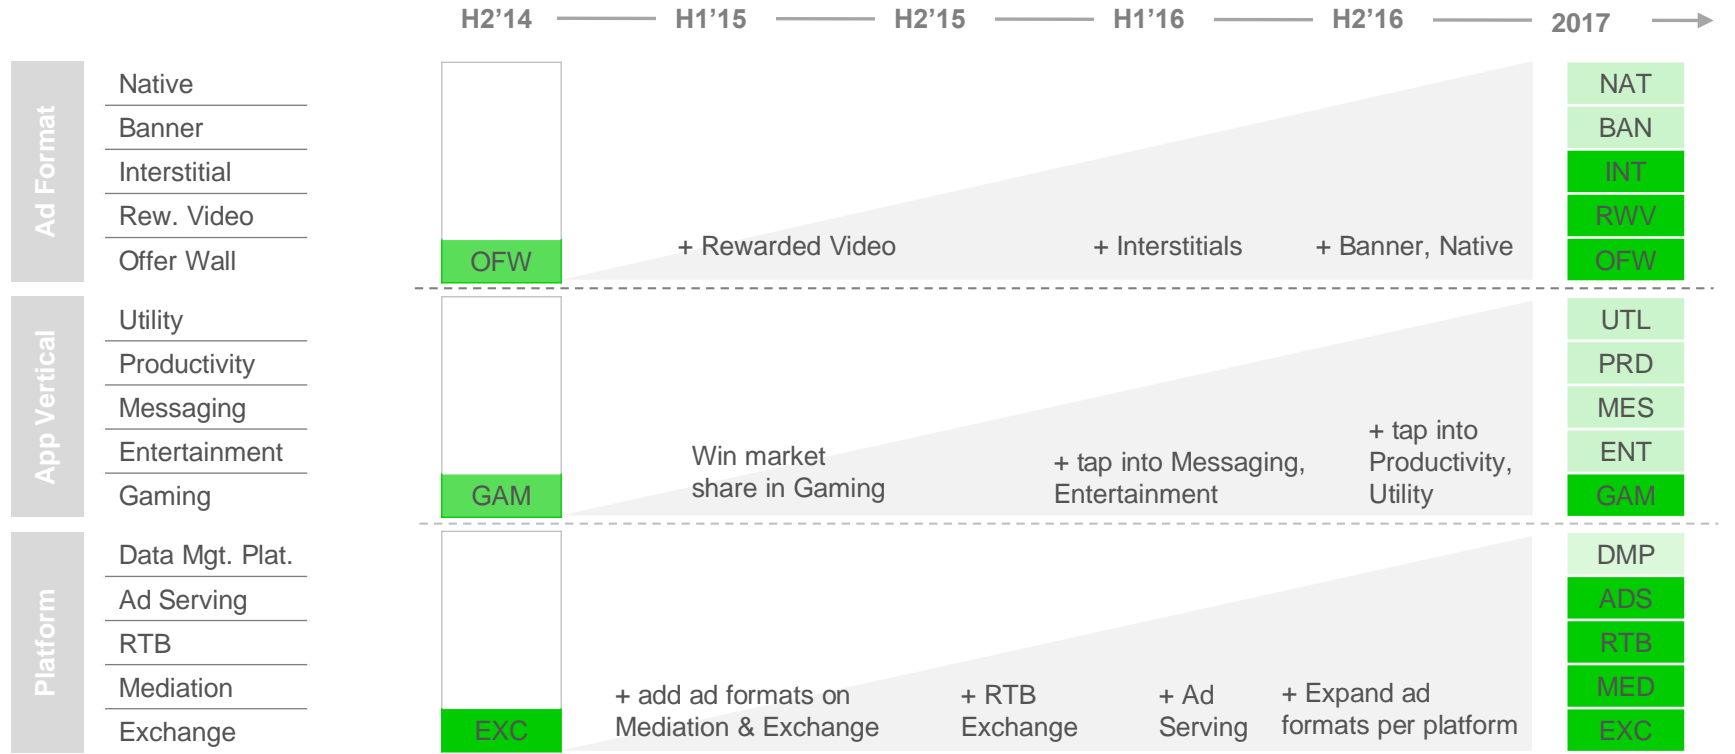 H2’14
H1’15
H2’15
H1’16
H2’16
2017
Ad Format
Native
Banner
Interstitial
Rew. Video
Offer Wall
OFW
+ Rewarded Video
+ Interstitials
+ Banner, Native
NAT
BAN
INT
RWV
OFW
App Vertical
Utility
Productivity
Messaging
Entertainment
Gaming
GAM
Win market
share in Gaming
+ tap into Messaging,
Entertainment
+ tap into
Productivity,
Utility
UTL
PRD
MES
ENT
GAM
Platform
Data Mgt. Plat.
Ad Serving
RTB
Mediation
Exchange
EXC
+ add ad formats on
Mediation & Exchange
+ RTB
Exchange
+ Ad
Serving
+ Expand ad
formats per platform
DMP
ADS
RTB
MED
EXC